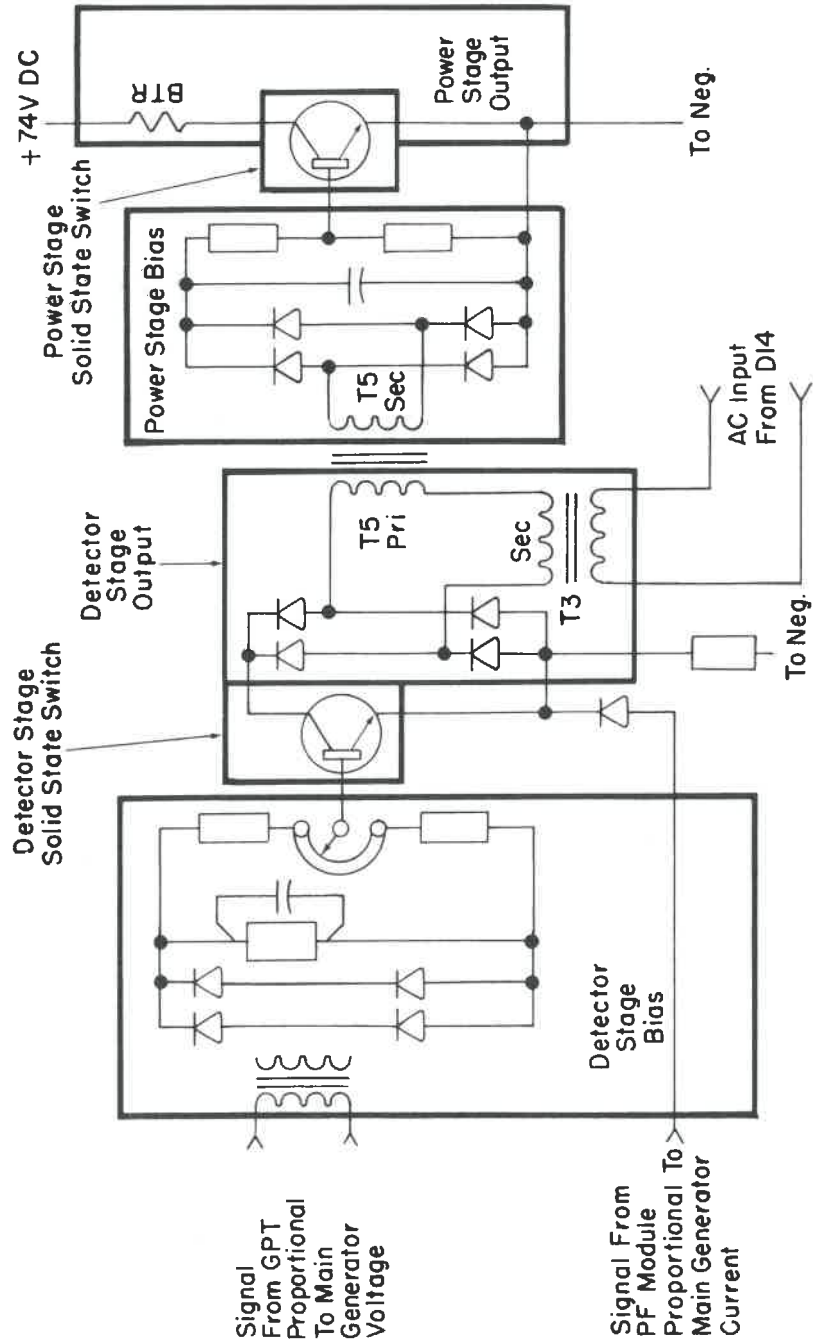 Signal
From GPT
Proportional
To Main
Generator
Voltage
Signal From
PF Module
Proportional To
Main Generator
Current
Detector Stage
Solid State Switch
Detector
Stage
Bias
Detector
Stage
Output
T5
Pri
Sec
T3
To Neg.
AC Input
From D14
Power Stage
Solid State Switch
Power Stage Bias
T5
Sec
+ 74V DC
BTR
Power
Stage
Output
To Neg.